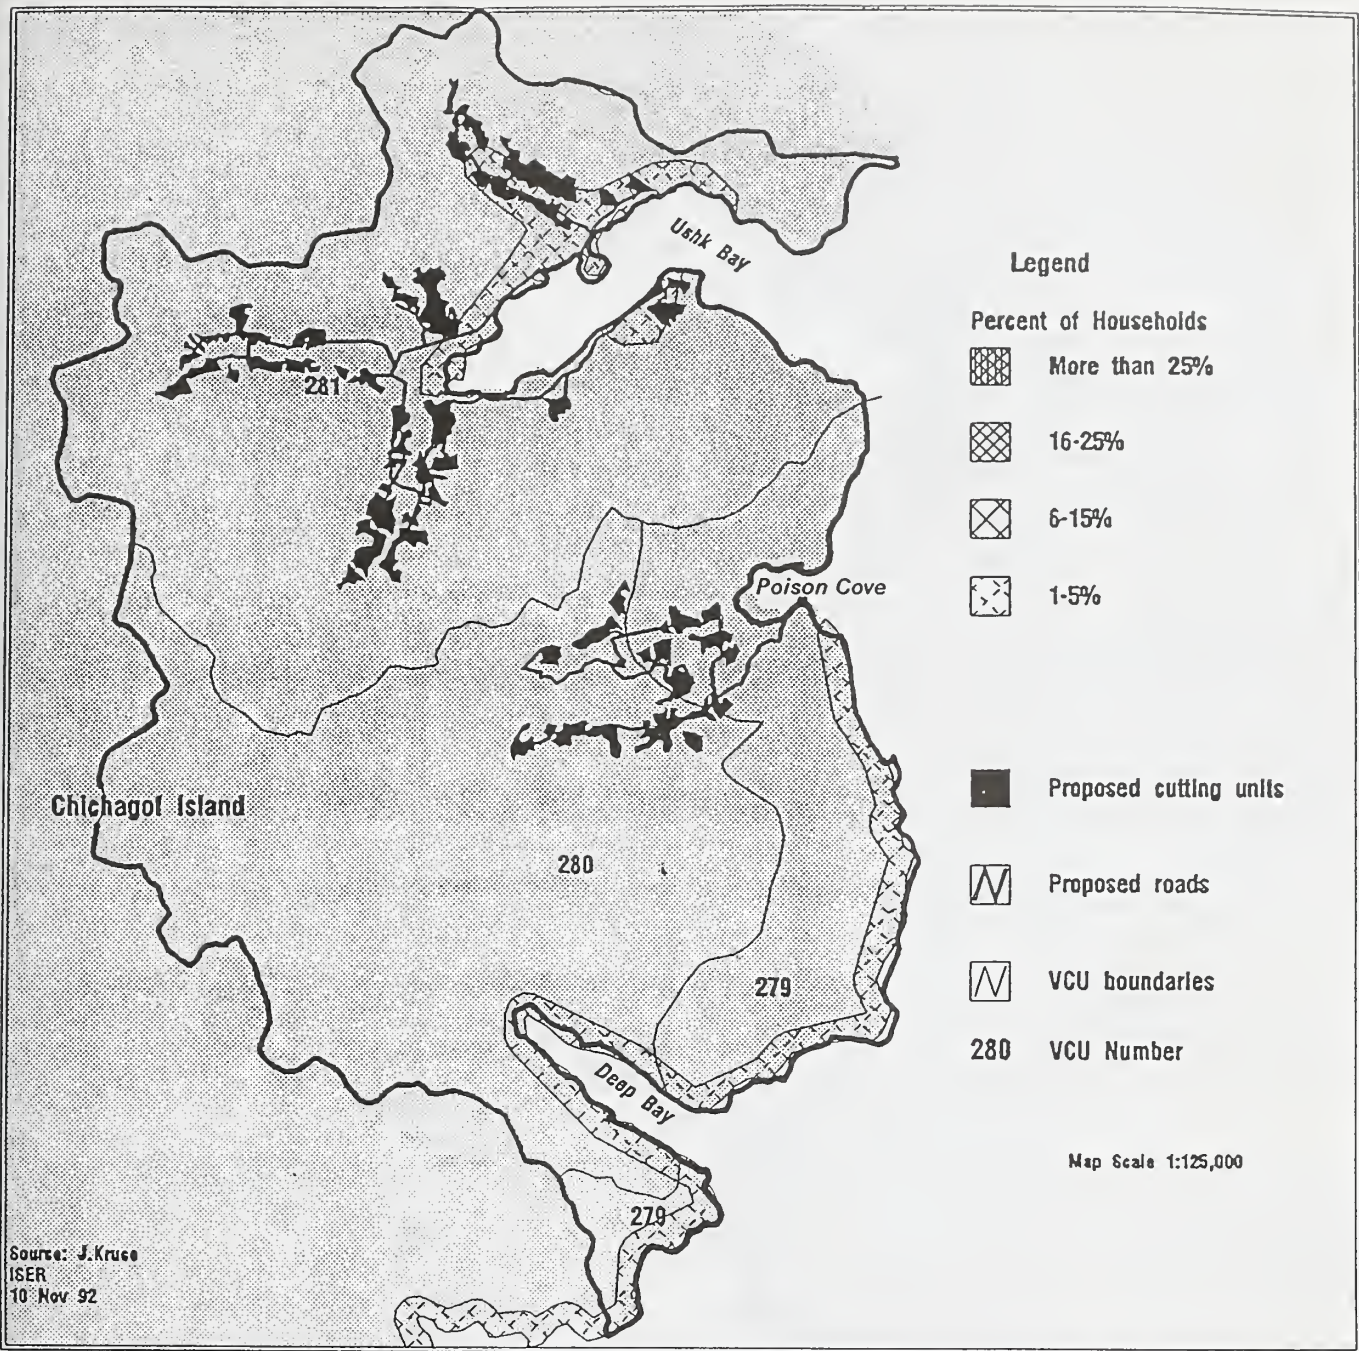 Ushk Bay
281
Poison Cove
Chichagof Island
280
279
Deep Bay
279
Source: J.Kruse
ISER
10 Nov 92
Legend
Percent of Households
More than 25%
16-25%
6-15%
1-5%
Proposed cutting units
Proposed roads
VCU boundaries
280 VCU Number
Map Scale 1:125,000